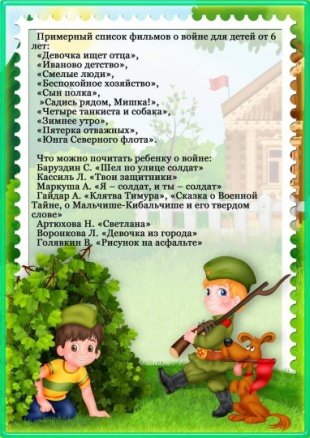 Примерный список фильмов о войне для детей от 6
лет:
«Девочка ищет отца»,
«Иваново детство»,
«Смелые люди»,
«Беспокойное хозяйство»,
«Сын полка»,
»Садись рядом, Мишка!»,
«Четыре танкиста и собака»,
«Зимнее утро»,
«Пятерка отважных»,
«Юнга Северного флота».
Что можно почитать ребенку о войне:
Баруздин С. «Шел по улице солдат»
Кассиль Л. «Твои защитники»
Маркуша А. «Я – солдат, и ты – солдат»
Гайдар А. «Клятва Тимура», «Сказка о Военной
Тайне, о Мальчише-Кибальчише и его твердом
слове»
Артюхова Н. «Светлана»
Воронкова Л. «Девочка из города»
Голявкин В. «Рисунок на асфальте»